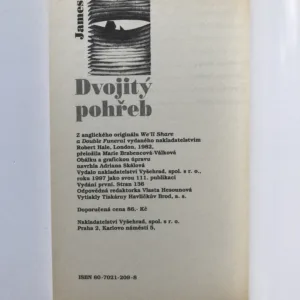 James
Dvojitý
pohřeb
Z anglického originálu We'll Share
a Double Funeral vydaného nakladatelstvím
Robert Hale, London, 1982,
přeložila Marie Brabencová-Válková
Obálku a grafickou úpravu
navrhla Adriana Skálová
Vydalo nakladatelství Vyšehrad, spol. s r. o.,
roku 1997 jako svou 111. publikaci
Vydání první. Stran 136
Odpovědná redaktorka Vlasta Hesounová
Vytiskly Tiskárny Havlíčkův Brod, a. s.
Doporučená cena 98,- Kč
Nakladatelství Vyšehrad, spol. s r. o.
Praha 2, Karlovo náměstí 5,
ISBN 80-7021-209-6